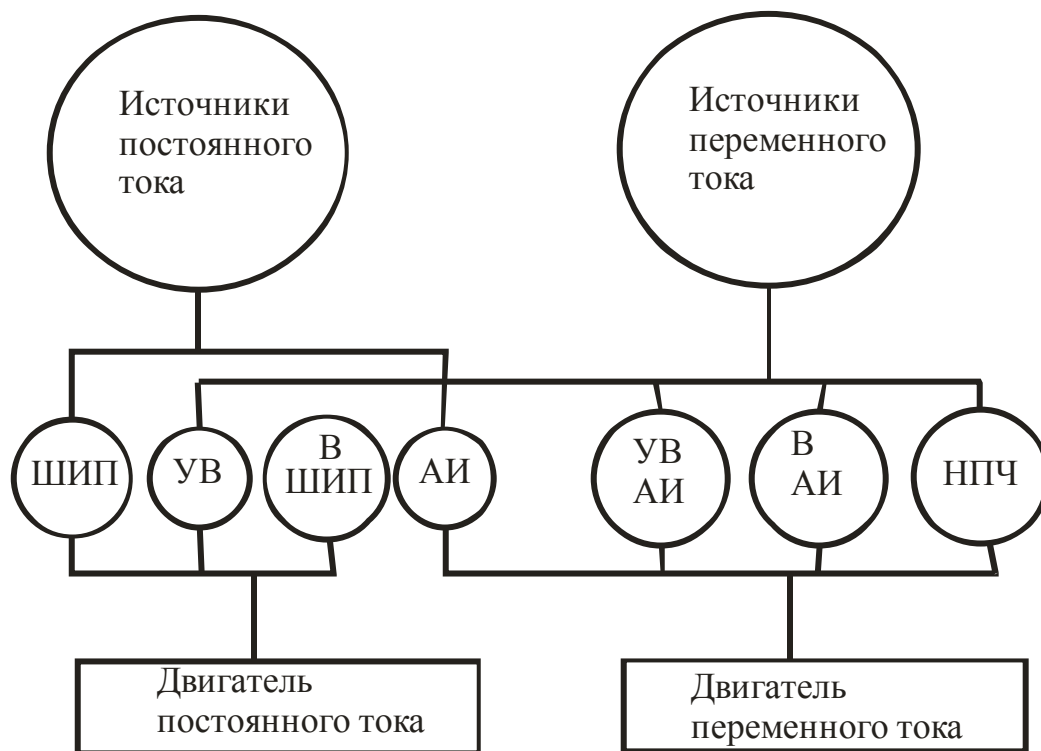 Источники
постоянного
тока
Источники
переменного
тока
ШИП
УВ
В
ШИП
АИ
УВ
АИ
В
АИ
НПЧ
Двигатель
постоянного тока
Двигатель
переменного тока